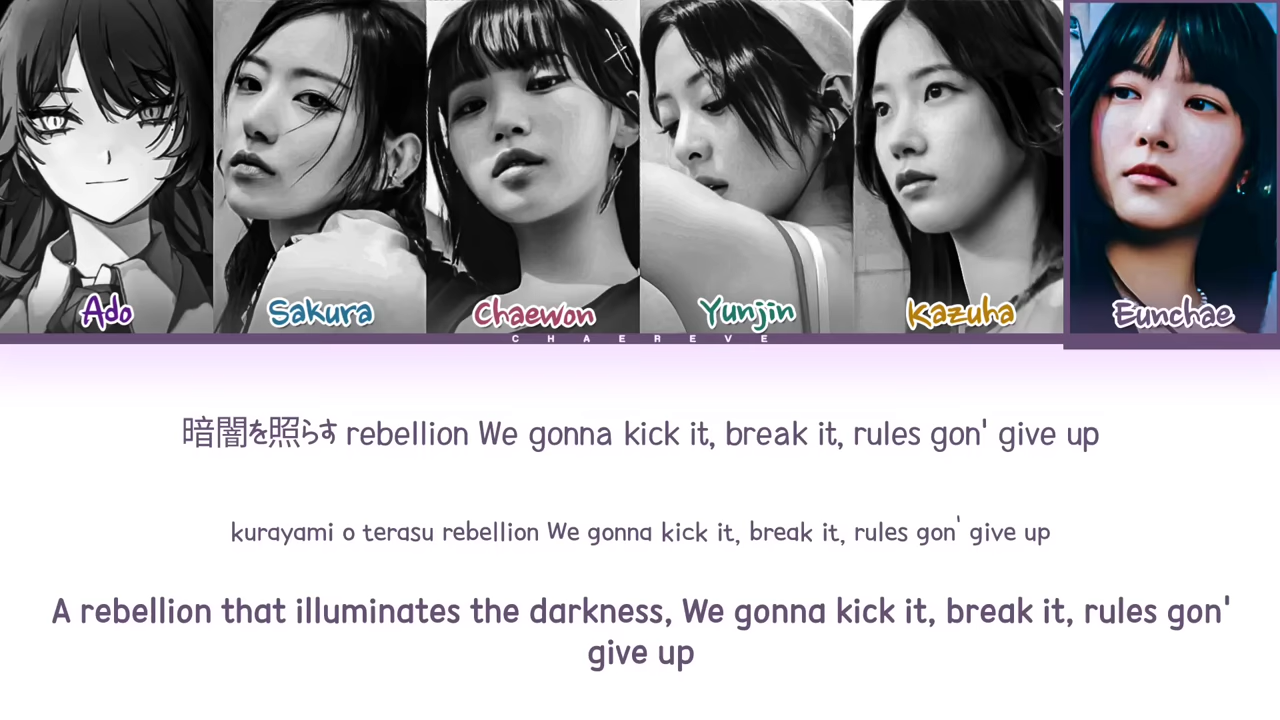 Ado
Sakura
Chaewon
Yunjin
Kazuha
Eunchae
CHAEREVE
暗闇を照らす rebellion We gonna kick it, break it, rules gon' give up
kurayami o terasu rebellion We gonna kick it, break it, rules gon' give up
A rebellion that illuminates the darkness, We gonna kick it, break it, rules gon'
give up